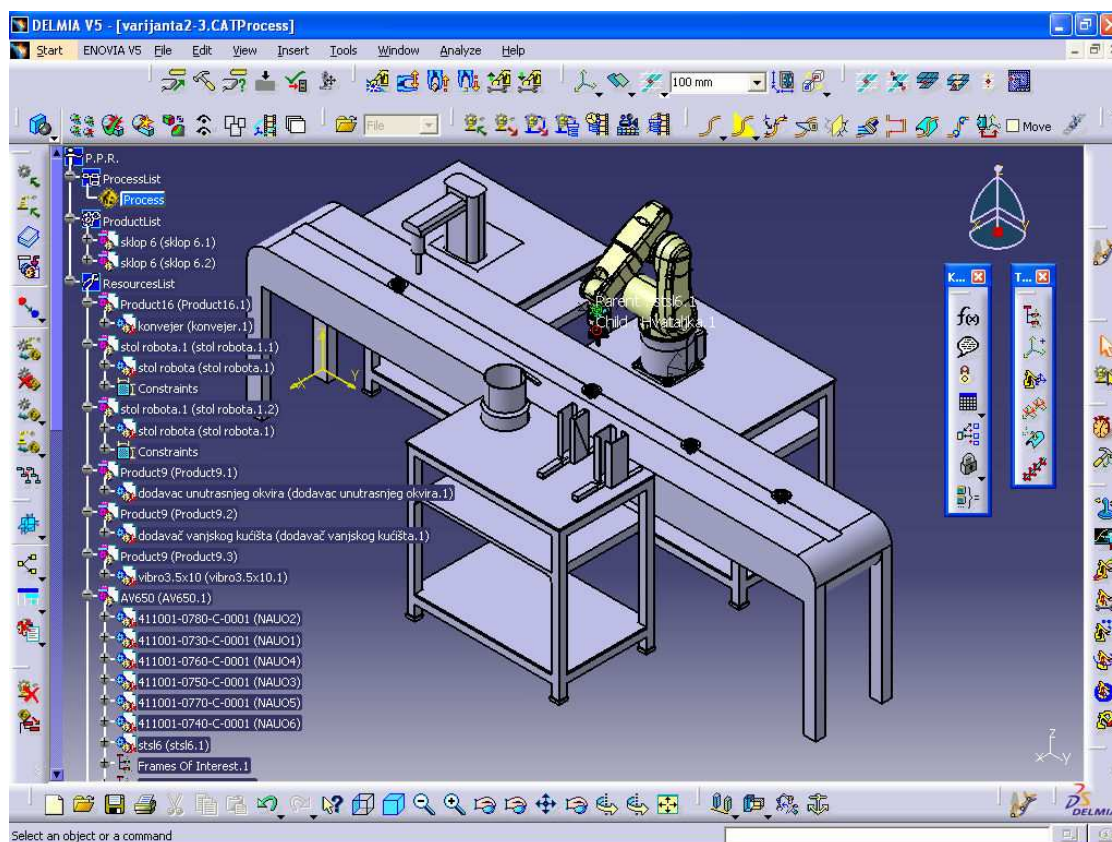 DELMIA V5 - [varijanta2-3.CATProcess]
Start ENOVIA V5 File Edit View Insert Tools Window Analyze Help
100 mm
File
Move
P.P.R.
ProcessList
Process
ProductList
sklop 6 (sklop 6.1)
sklop 6 (sklop 6.2)
ResourcesList
Product16 (Product16.1)
konvejer (konvejer.1)
stol robota.1 (stol robota.1.1)
stol robota (stol robota.1)
Constraints
stol robota.1 (stol robota.1.2)
stol robota (stol robota.1)
Constraints
Product9 (Product9.1)
dodavac unutrasnjeg okvira (dodavac unutrasnjeg okvira.1)
Product9 (Product9.2)
dodavač vanjskog kućišta (dodavač vanjskog kućišta.1)
Product9 (Product9.3)
vibro3.5x10 (vibro3.5x10.1)
AV650 (AV650.1)
411001-0780-C-0001 (NAUO2)
411001-0730-C-0001 (NAUO1)
411001-0760-C-0001 (NAUO4)
411001-0750-C-0001 (NAUO3)
411001-0770-C-0001 (NAUO5)
411001-0740-C-0001 (NAUO6)
stsl6 (stsl6.1)
Frames Of Interest.1
Parent : stsl6.1
Child : Hvataljka.1
K...
T...
f(x)
X
Y
z
x
y
DELMIA
Select an object or a command